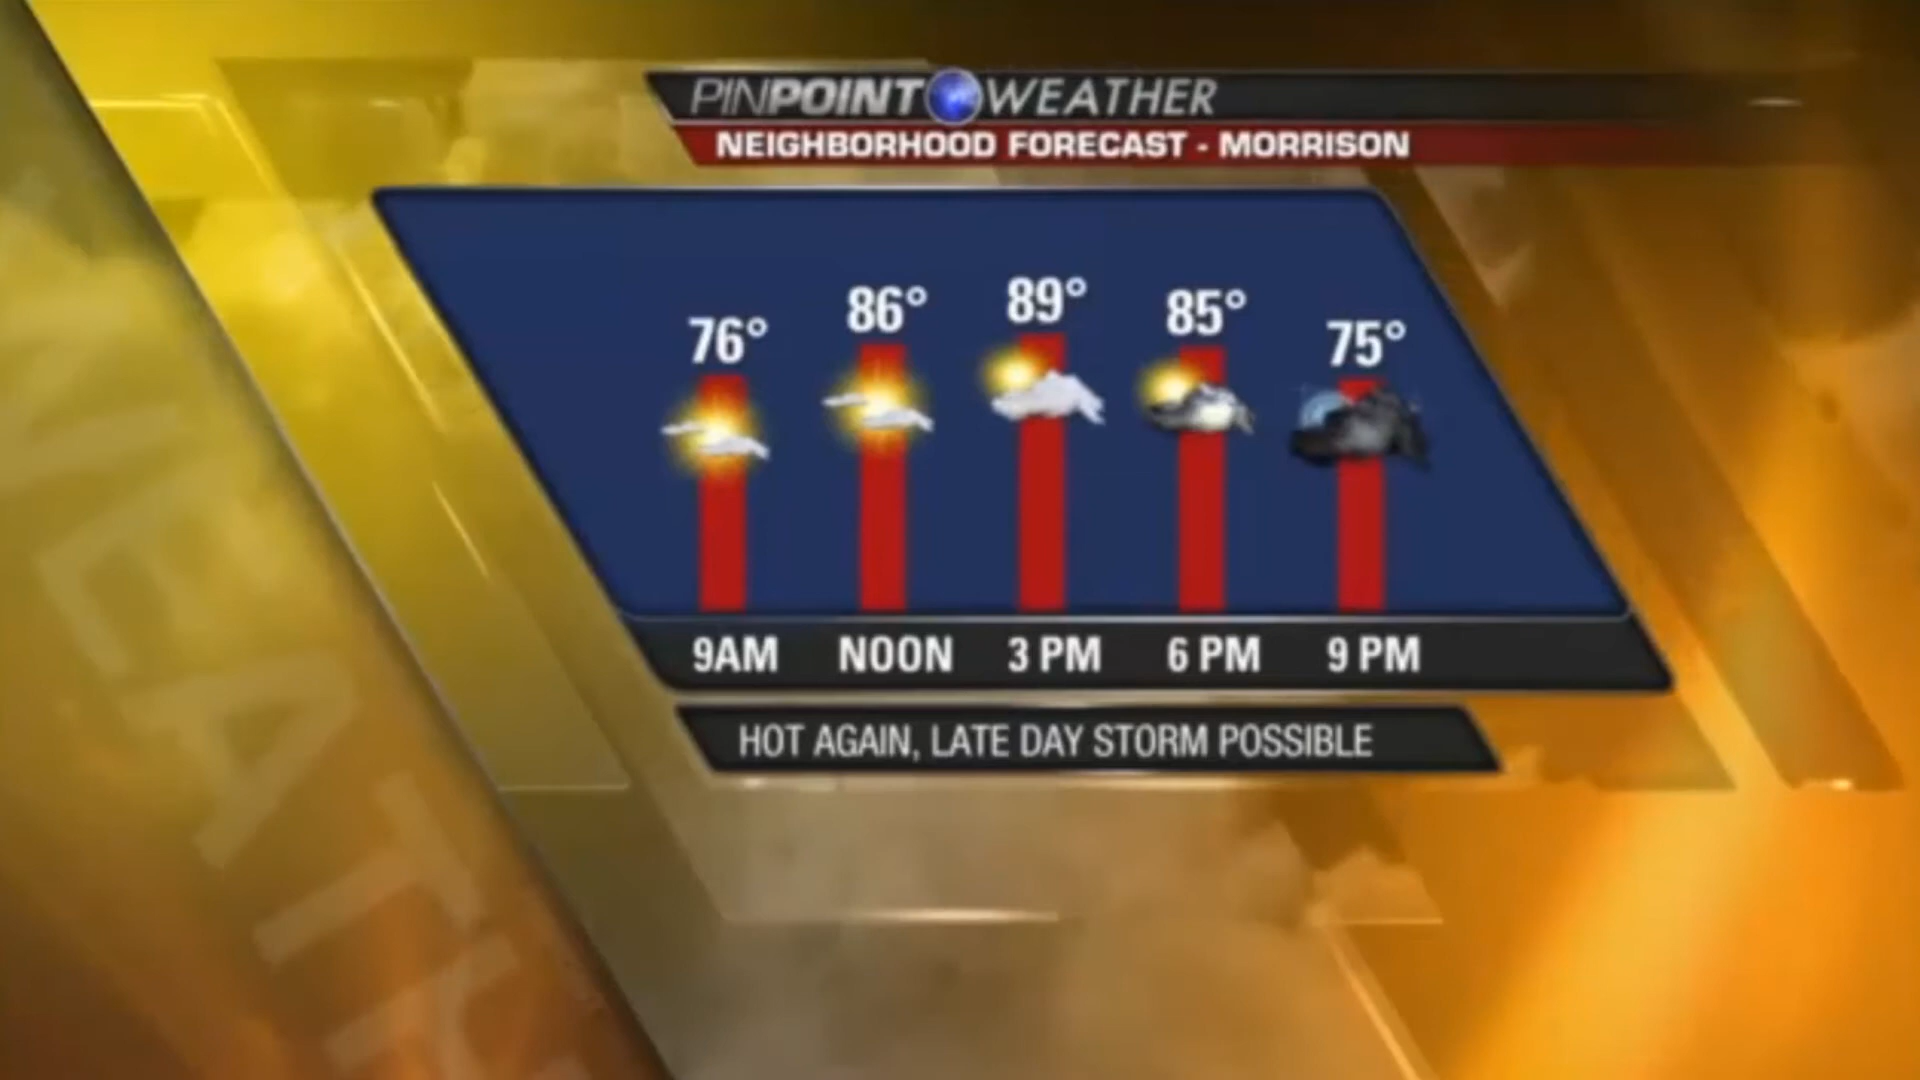 PINPOINT WEATHER
NEIGHBORHOOD FORECAST - MORRISON
76° 86° 89° 85° 75°
9AM NOON 3 PM 6 PM 9 PM
HOT AGAIN, LATE DAY STORM POSSIBLE